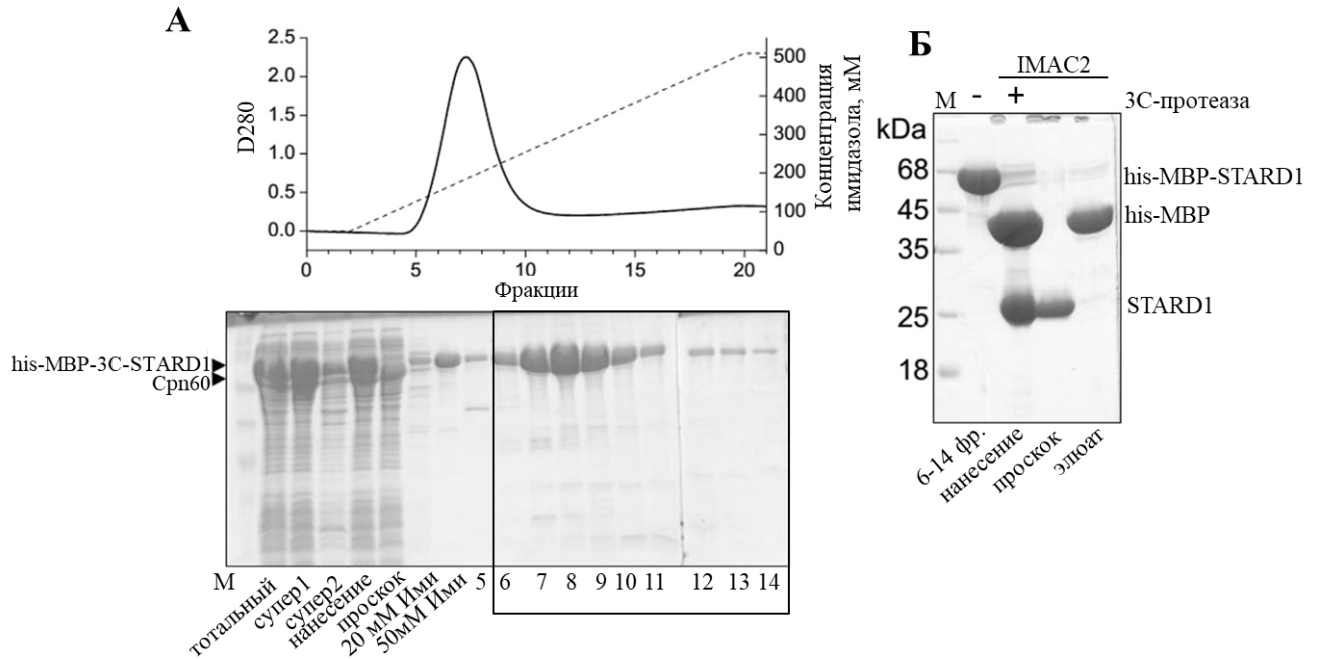 А
2.5
2.0
1.5
1.0
0.5
0.0
D280
500
400
300
200
100
0
Концентрация
имидазола, мМ
0 5 10 15 20
Фракции
his-MBP-3C-STARD1
Cpn60
М тотальный супер1 супер2 нанесение проскок 20 мМ Ими 50мМ Ими 5 6 7 8 9 10 11 12 13 14
Б
IMAC2
М - + 3С-протеаза
kDa
68 his-MBP-STARD1
45 his-MBP
35
25 STARD1
18
6-14 фр. нанесение проскок элюат